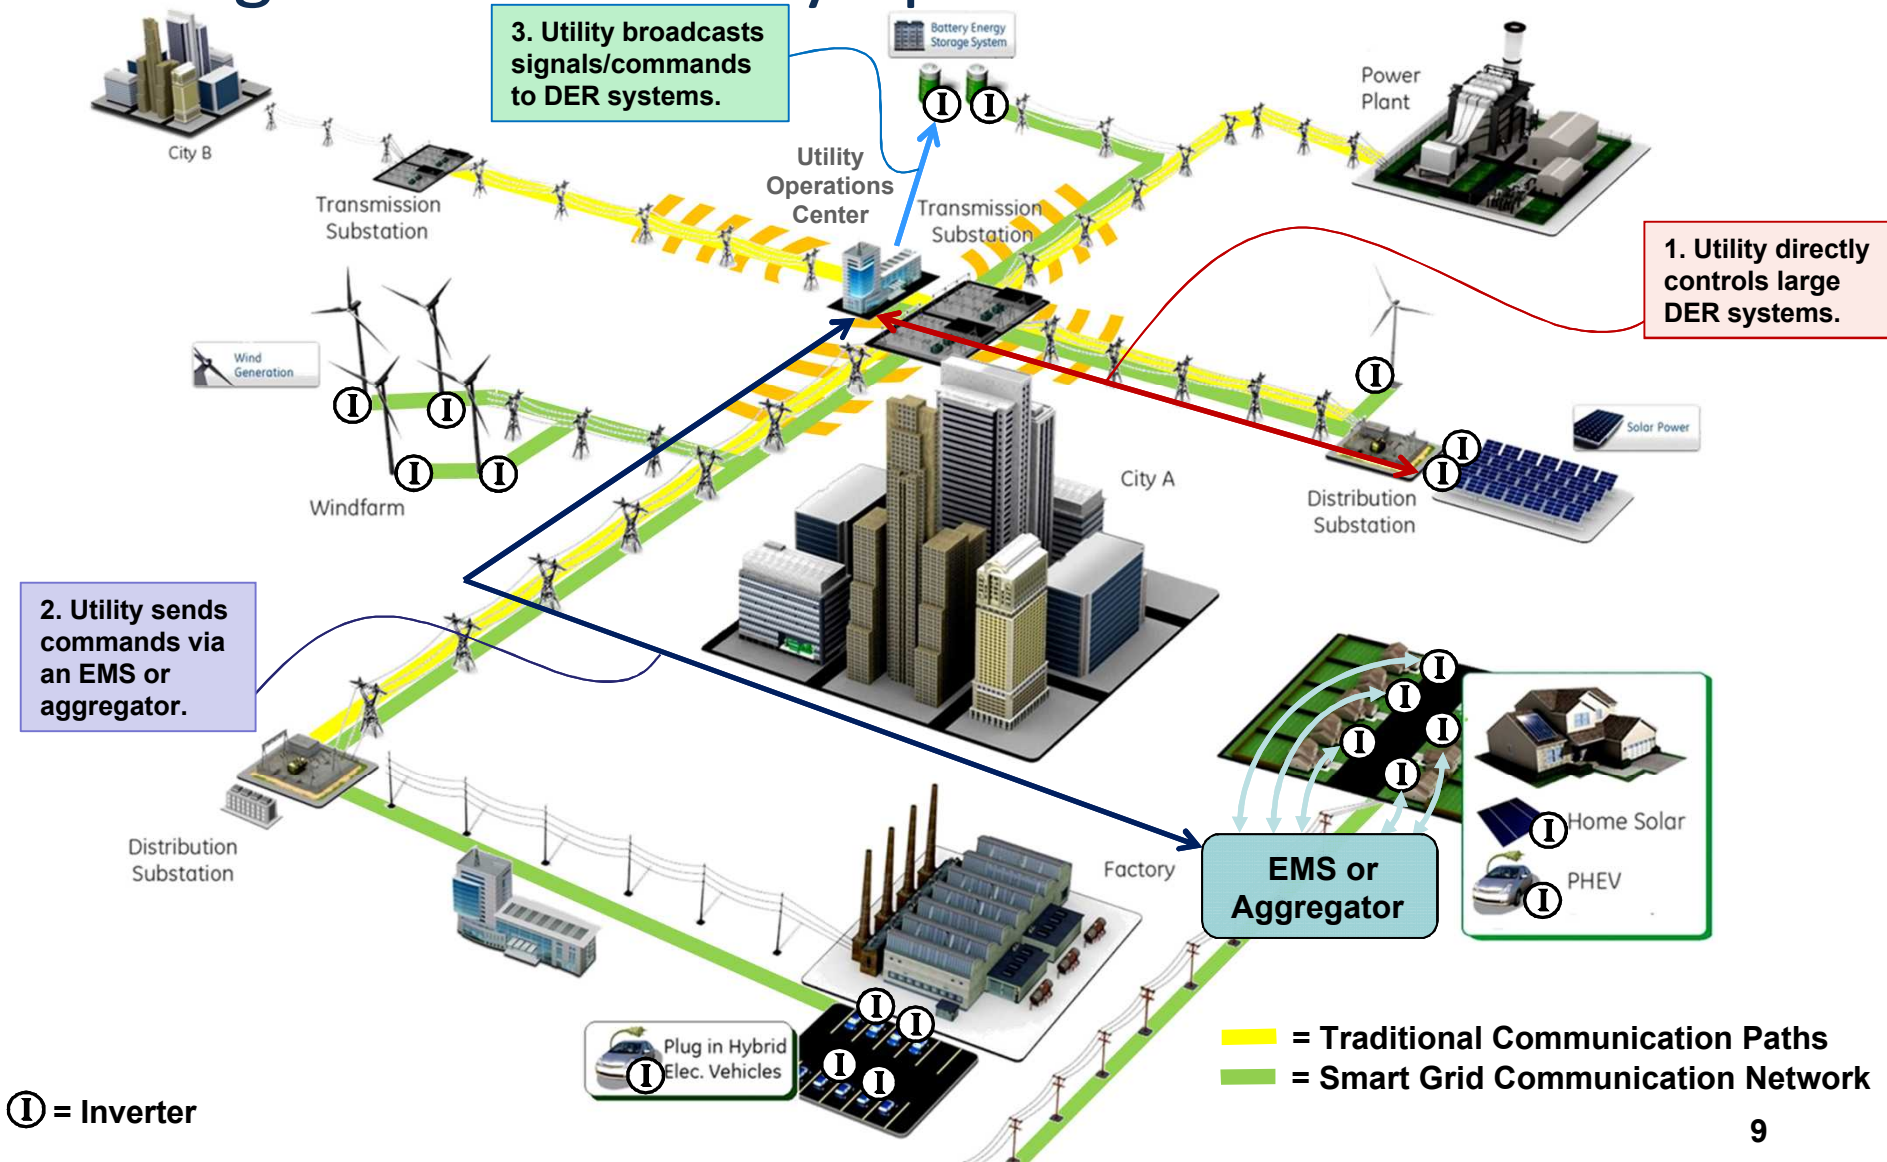 3. Utility broadcasts
signals/commands
to DER systems.
Battery Energy
Storage System
Power
Plant
City B
Utility
Operations
Center
Transmission
Substation
Transmission
Substation
1. Utility directly
controls large
DER systems.
Wind
Generation
I
I
I
I
I
I
I
I
I
Solar Power
Windfarm
City A
Distribution
Substation
2. Utility sends
commands via
an EMS or
aggregator.
I
I
I
I
I
Distribution
Substation
Factory
EMS or
Aggregator
I
Home Solar
I
PHEV
Plug in Hybrid
I
Elec. Vehicles
I
I
I
I
= Traditional Communication Paths
= Smart Grid Communication Network
I = Inverter
9